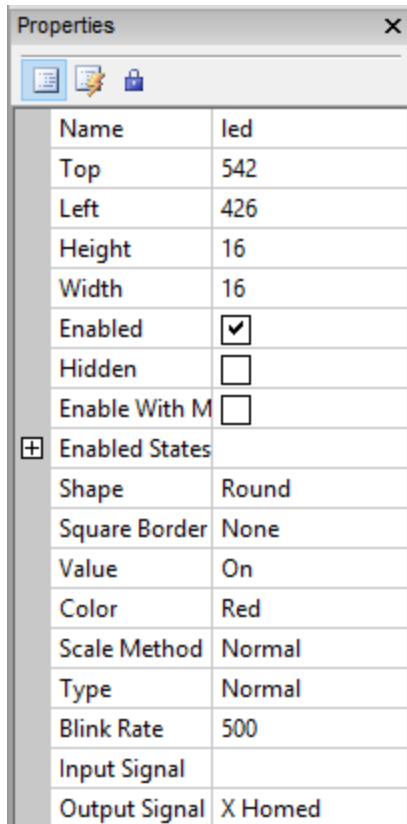 Properties
Name led
Top 542
Left 426
Height 16
Width 16
Enabled
Hidden
Enable With M
Enabled States
Shape Round
Square Border None
Value On
Color Red
Scale Method Normal
Type Normal
Blink Rate 500
Input Signal
Output Signal X Homed